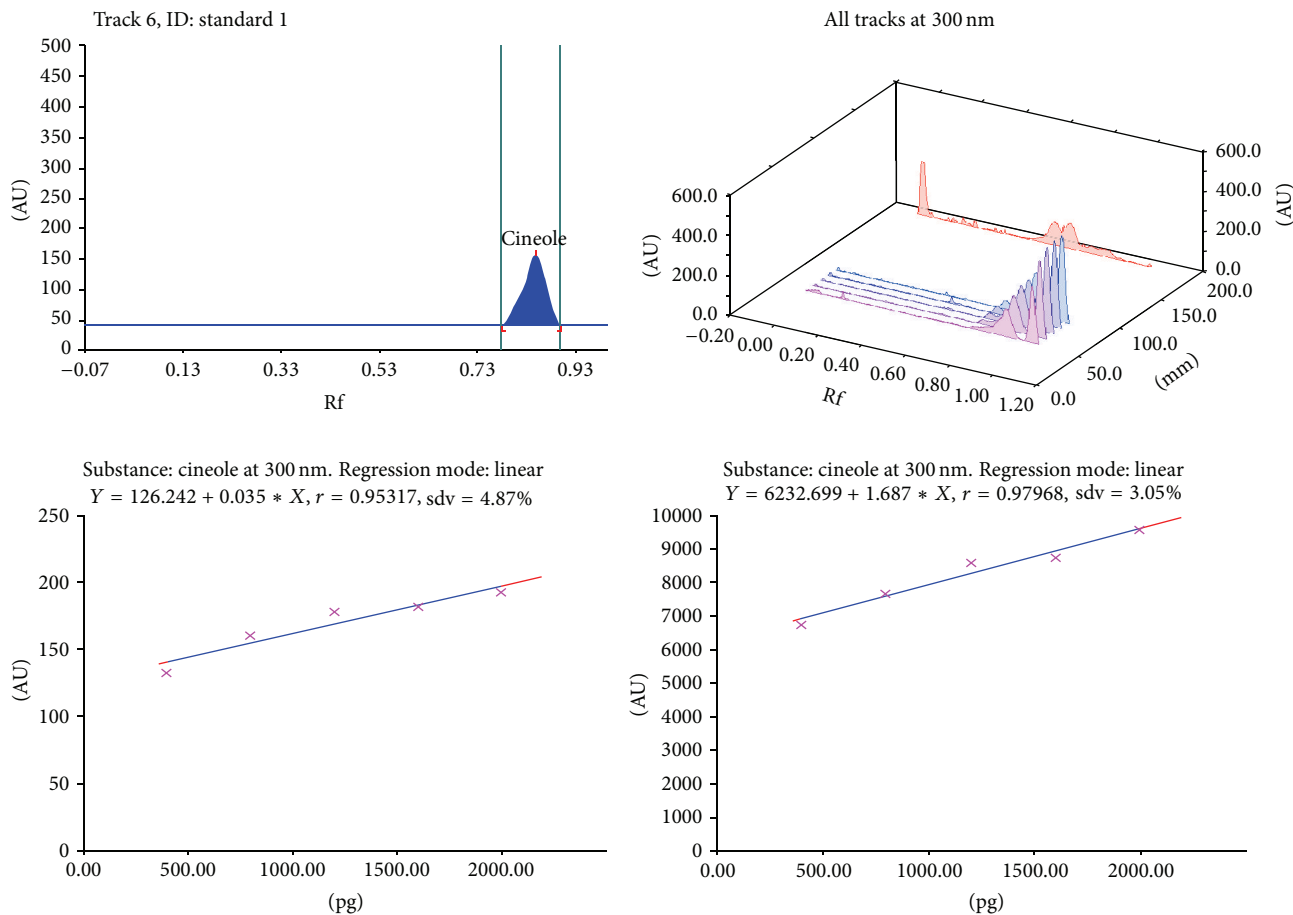 Track 6, ID: standard 1
500
450
400
350
300
250
200
150
100
50
0
(AU)
Cineole
−0.07 0.13 0.33 0.53 0.73 0.93
Rf
All tracks at 300 nm
600.0
400.0
200.0
0.0
(AU)
600.0
400.0
200.0
0.0
(AU)
−0.20 0.00 0.20 0.40 0.60 0.80 1.00 1.20
Rf
0.0 50.0 100.0 150.0 200.0
(mm)
Substance: cineole at 300 nm. Regression mode: linear
Y = 126.242 + 0.035 ∗ X, r = 0.95317, sdv = 4.87%
250
200
150
100
50
0
(AU)
0.00 500.00 1000.00 1500.00 2000.00
(pg)
Substance: cineole at 300 nm. Regression mode: linear
Y = 6232.699 + 1.687 ∗ X, r = 0.97968, sdv = 3.05%
10000
9000
8000
7000
6000
5000
4000
3000
2000
1000
0
(AU)
0.00 500.00 1000.00 1500.00 2000.00
(pg)